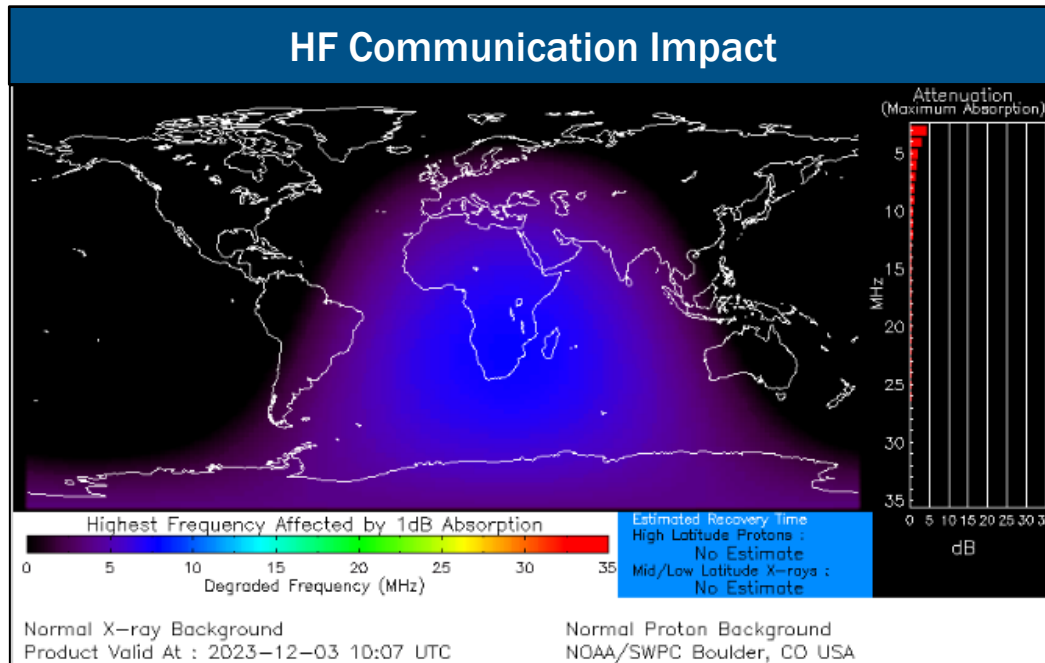 HF Communication Impact
Attenuation
(Maximum Absorption)
5
10
15
MHz
20
25
30
35
0 5 10 15 20 25 30 35
dB
Highest Frequency Affected by 1dB Absorption
0 5 10 15 20 25 30 35
Degraded Frequency (MHz)
Estimated Recovery Time
High Latitude Protons :
No Estimate
Mid/Low Latitude X-rays :
No Estimate
Normal X-ray Background
Product Valid At : 2023-12-03 10:07 UTC
Normal Proton Background
NOAA/SWPC Boulder, CO USA